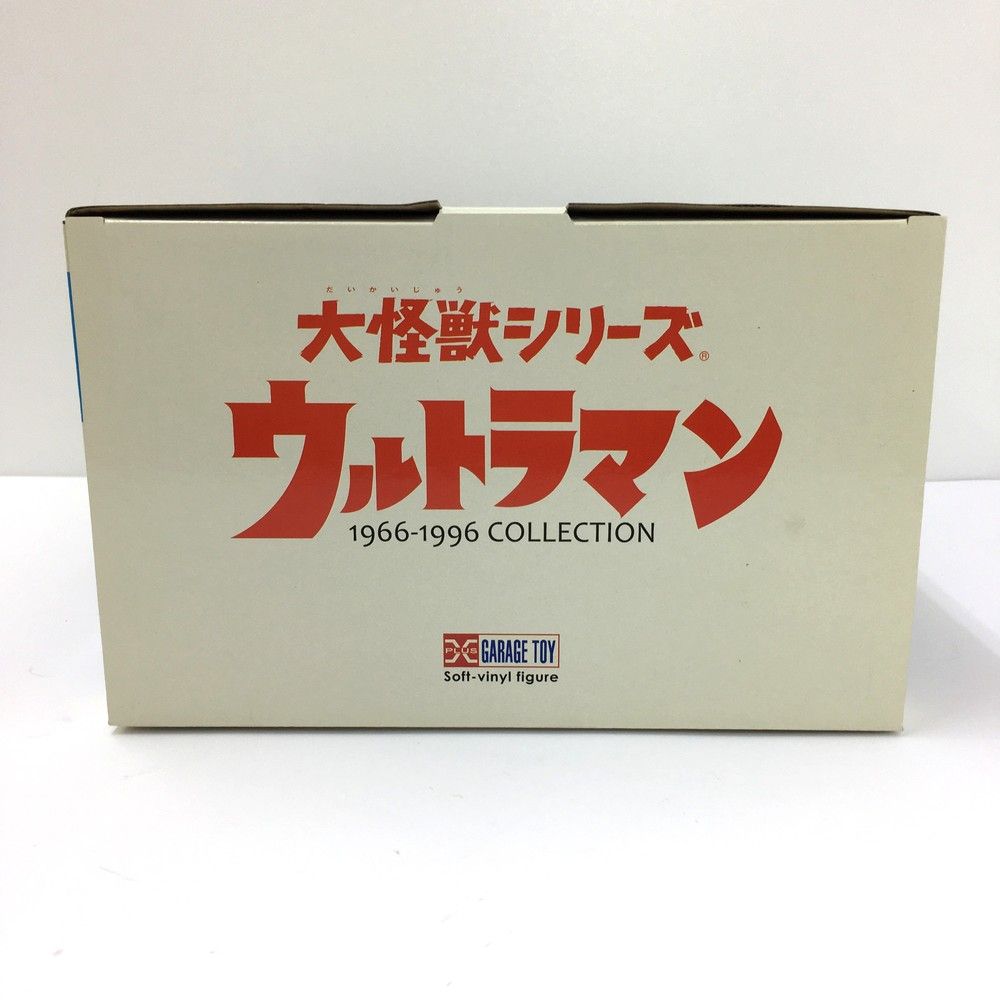 だいかいじゅう
大怪獣シリーズ®
ウルトラマン
1966-1996 COLLECTION
X PLUS GARAGE TOY
Soft-vinyl figure